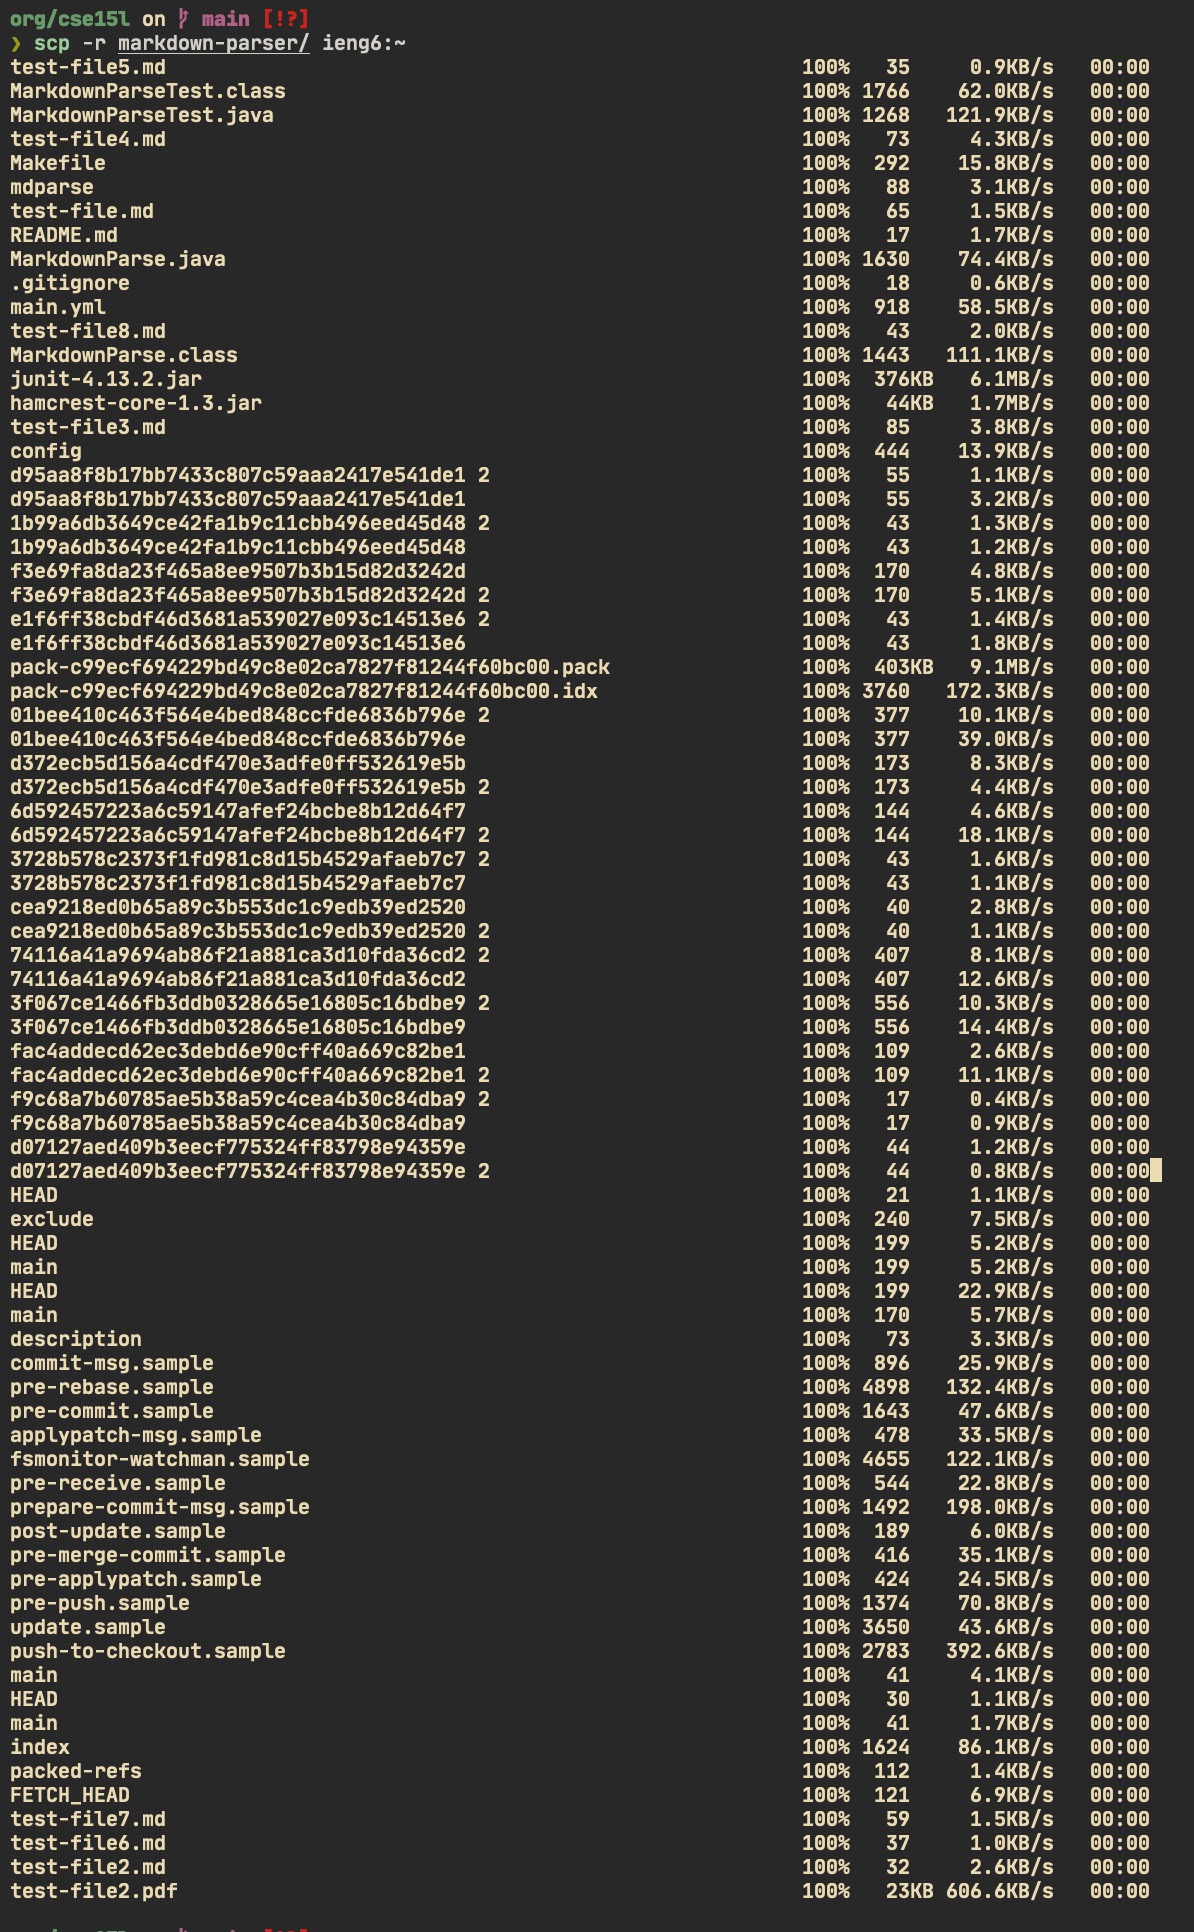 org/cse15l on main [!?]
❯ scp -r markdown-parser/ ieng6:~
test-file5.md 100% 35 0.9KB/s 00:00
MarkdownParseTest.class 100% 1766 62.0KB/s 00:00
MarkdownParseTest.java 100% 1268 121.9KB/s 00:00
test-file4.md 100% 73 4.3KB/s 00:00
Makefile 100% 292 15.8KB/s 00:00
mdparse 100% 88 3.1KB/s 00:00
test-file.md 100% 65 1.5KB/s 00:00
README.md 100% 17 1.7KB/s 00:00
MarkdownParse.java 100% 1630 74.4KB/s 00:00
.gitignore 100% 18 0.6KB/s 00:00
main.yml 100% 918 58.5KB/s 00:00
test-file8.md 100% 43 2.0KB/s 00:00
MarkdownParse.class 100% 1443 111.1KB/s 00:00
junit-4.13.2.jar 100% 376KB 6.1MB/s 00:00
hamcrest-core-1.3.jar 100% 44KB 1.7MB/s 00:00
test-file3.md 100% 85 3.8KB/s 00:00
config 100% 444 13.9KB/s 00:00
d95aa8f8b17bb7433c807c59aaa2417e541de1 2 100% 55 1.1KB/s 00:00
d95aa8f8b17bb7433c807c59aaa2417e541de1 100% 55 3.2KB/s 00:00
1b99a6db3649ce42fa1b9c11cbb496eed45d48 2 100% 43 1.3KB/s 00:00
1b99a6db3649ce42fa1b9c11cbb496eed45d48 100% 43 1.2KB/s 00:00
f3e69fa8da23f465a8ee9507b3b15d82d3242d 100% 170 4.8KB/s 00:00
f3e69fa8da23f465a8ee9507b3b15d82d3242d 2 100% 170 5.1KB/s 00:00
e1f6ff38cbdf46d3681a539027e093c14513e6 2 100% 43 1.4KB/s 00:00
e1f6ff38cbdf46d3681a539027e093c14513e6 100% 43 1.8KB/s 00:00
pack-c99ecf694229bd49c8e02ca7827f81244f60bc00.pack 100% 403KB 9.1MB/s 00:00
pack-c99ecf694229bd49c8e02ca7827f81244f60bc00.idx 100% 3760 172.3KB/s 00:00
01bee410c463f564e4bed848ccfde6836b796e 2 100% 377 10.1KB/s 00:00
01bee410c463f564e4bed848ccfde6836b796e 100% 377 39.0KB/s 00:00
d372ecb5d156a4cdf470e3adfe0ff532619e5b 100% 173 8.3KB/s 00:00
d372ecb5d156a4cdf470e3adfe0ff532619e5b 2 100% 173 4.4KB/s 00:00
6d592457223a6c59147afef24bcbe8b12d64f7 100% 144 4.6KB/s 00:00
6d592457223a6c59147afef24bcbe8b12d64f7 2 100% 144 18.1KB/s 00:00
3728b578c2373f1fd981c8d15b4529afaeb7c7 2 100% 43 1.6KB/s 00:00
3728b578c2373f1fd981c8d15b4529afaeb7c7 100% 43 1.1KB/s 00:00
cea9218ed0b65a89c3b553dc1c9edb39ed2520 100% 40 2.8KB/s 00:00
cea9218ed0b65a89c3b553dc1c9edb39ed2520 2 100% 40 1.1KB/s 00:00
74116a41a9694ab86f21a881ca3d10fda36cd2 2 100% 407 8.1KB/s 00:00
74116a41a9694ab86f21a881ca3d10fda36cd2 100% 407 12.6KB/s 00:00
3f067ce1466fb3ddb0328665e16805c16bdbe9 2 100% 556 10.3KB/s 00:00
3f067ce1466fb3ddb0328665e16805c16bdbe9 100% 556 14.4KB/s 00:00
fac4addecd62ec3debd6e90cff40a669c82be1 100% 109 2.6KB/s 00:00
fac4addecd62ec3debd6e90cff40a669c82be1 2 100% 109 11.1KB/s 00:00
f9c68a7b60785ae5b38a59c4cea4b30c84dba9 2 100% 17 0.4KB/s 00:00
f9c68a7b60785ae5b38a59c4cea4b30c84dba9 100% 17 0.9KB/s 00:00
d07127aed409b3eecf775324ff83798e94359e 100% 44 1.2KB/s 00:00
d07127aed409b3eecf775324ff83798e94359e 2 100% 44 0.8KB/s 00:00
HEAD 100% 21 1.1KB/s 00:00
exclude 100% 240 7.5KB/s 00:00
HEAD 100% 199 5.2KB/s 00:00
main 100% 199 5.2KB/s 00:00
HEAD 100% 199 22.9KB/s 00:00
main 100% 170 5.7KB/s 00:00
description 100% 73 3.3KB/s 00:00
commit-msg.sample 100% 896 25.9KB/s 00:00
pre-rebase.sample 100% 4898 132.4KB/s 00:00
pre-commit.sample 100% 1643 47.6KB/s 00:00
applypatch-msg.sample 100% 478 33.5KB/s 00:00
fsmonitor-watchman.sample 100% 4655 122.1KB/s 00:00
pre-receive.sample 100% 544 22.8KB/s 00:00
prepare-commit-msg.sample 100% 1492 198.0KB/s 00:00
post-update.sample 100% 189 6.0KB/s 00:00
pre-merge-commit.sample 100% 416 35.1KB/s 00:00
pre-applypatch.sample 100% 424 24.5KB/s 00:00
pre-push.sample 100% 1374 70.8KB/s 00:00
update.sample 100% 3650 43.6KB/s 00:00
push-to-checkout.sample 100% 2783 392.6KB/s 00:00
main 100% 41 4.1KB/s 00:00
HEAD 100% 30 1.1KB/s 00:00
main 100% 41 1.7KB/s 00:00
index 100% 1624 86.1KB/s 00:00
packed-refs 100% 112 1.4KB/s 00:00
FETCH_HEAD 100% 121 6.9KB/s 00:00
test-file7.md 100% 59 1.5KB/s 00:00
test-file6.md 100% 37 1.0KB/s 00:00
test-file2.md 100% 32 2.6KB/s 00:00
test-file2.pdf 100% 23KB 606.6KB/s 00:00